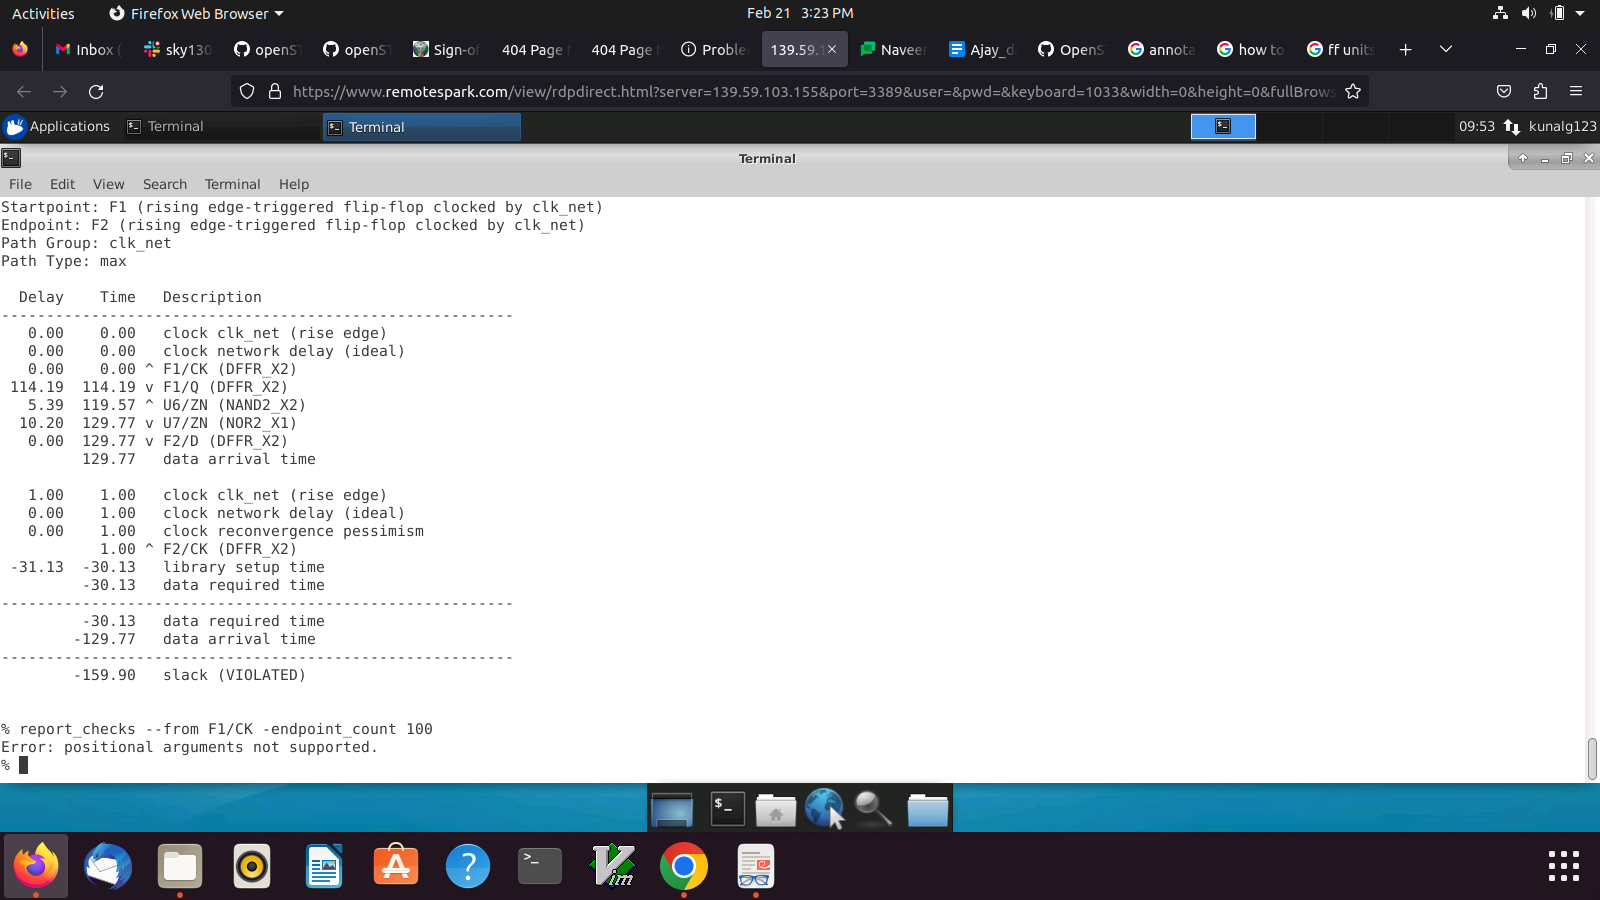 Activities
Firefox Web Browser
Feb 21 3:23 PM
Inbox (
sky130
openST
openS
Sign-of
404 Page
404 Page
Proble
139.59.1
Naveer
Ajay_d
OpenS
annota
how to
ff units
https://www.remotespark.com/view/rdpdirect.html?server=139.59.103.155&port=3389&user=&pwd=&keyboard=1033&width=0&height=0&fullBrows
Applications
Terminal
Terminal
09:53
kunalg123
Terminal
File Edit View Search Terminal Help
Startpoint: F1 (rising edge-triggered flip-flop clocked by clk_net)
Endpoint: F2 (rising edge-triggered flip-flop clocked by clk_net)
Path Group: clk_net
Path Type: max
Delay Time Description
---------------------------------------------------------
0.00 0.00 clock clk_net (rise edge)
0.00 0.00 clock network delay (ideal)
0.00 0.00 ^ F1/CK (DFFR_X2)
114.19 114.19 v F1/Q (DFFR_X2)
5.39 119.57 ^ U6/ZN (NAND2_X2)
10.20 129.77 v U7/ZN (NOR2_X1)
0.00 129.77 v F2/D (DFFR_X2)
129.77 data arrival time
1.00 1.00 clock clk_net (rise edge)
0.00 1.00 clock network delay (ideal)
0.00 1.00 clock reconvergence pessimism
1.00 ^ F2/CK (DFFR_X2)
-31.13 -30.13 library setup time
-30.13 data required time
---------------------------------------------------------
-30.13 data required time
-129.77 data arrival time
---------------------------------------------------------
-159.90 slack (VIOLATED)
% report_checks --from F1/CK -endpoint_count 100
Error: positional arguments not supported.
%